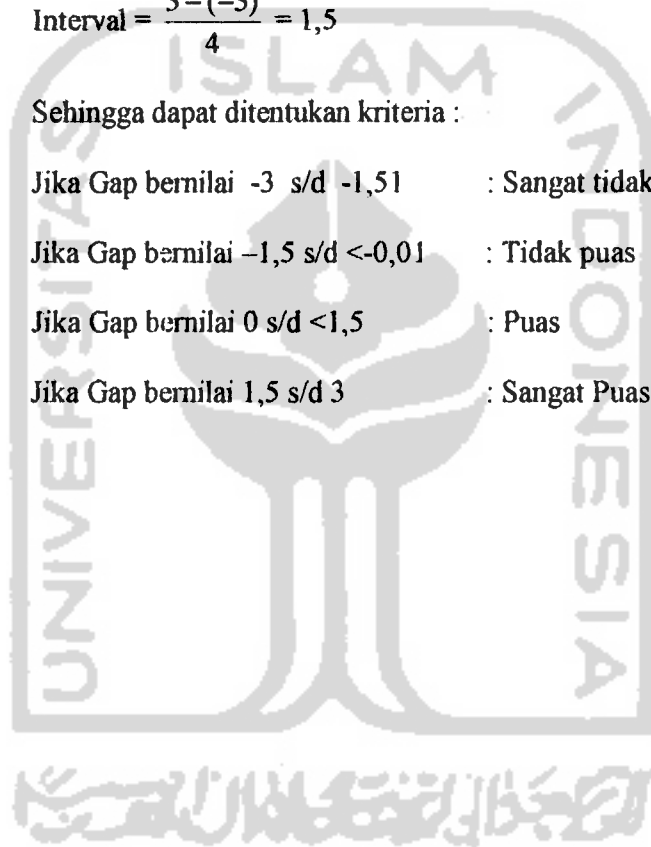 Interval = 3-(-3) / 4 = 1,5
ISLAM
Sehingga dapat ditentukan kriteria :
Jika Gap bernilai -3 s/d -1,51 : Sangat tidak
Jika Gap bernilai –1,5 s/d <-0,01 : Tidak puas
Jika Gap bernilai 0 s/d <1,5 : Puas
Jika Gap bernilai 1,5 s/d 3 : Sangat Puas
UNIVERSITAS
INDONESIA